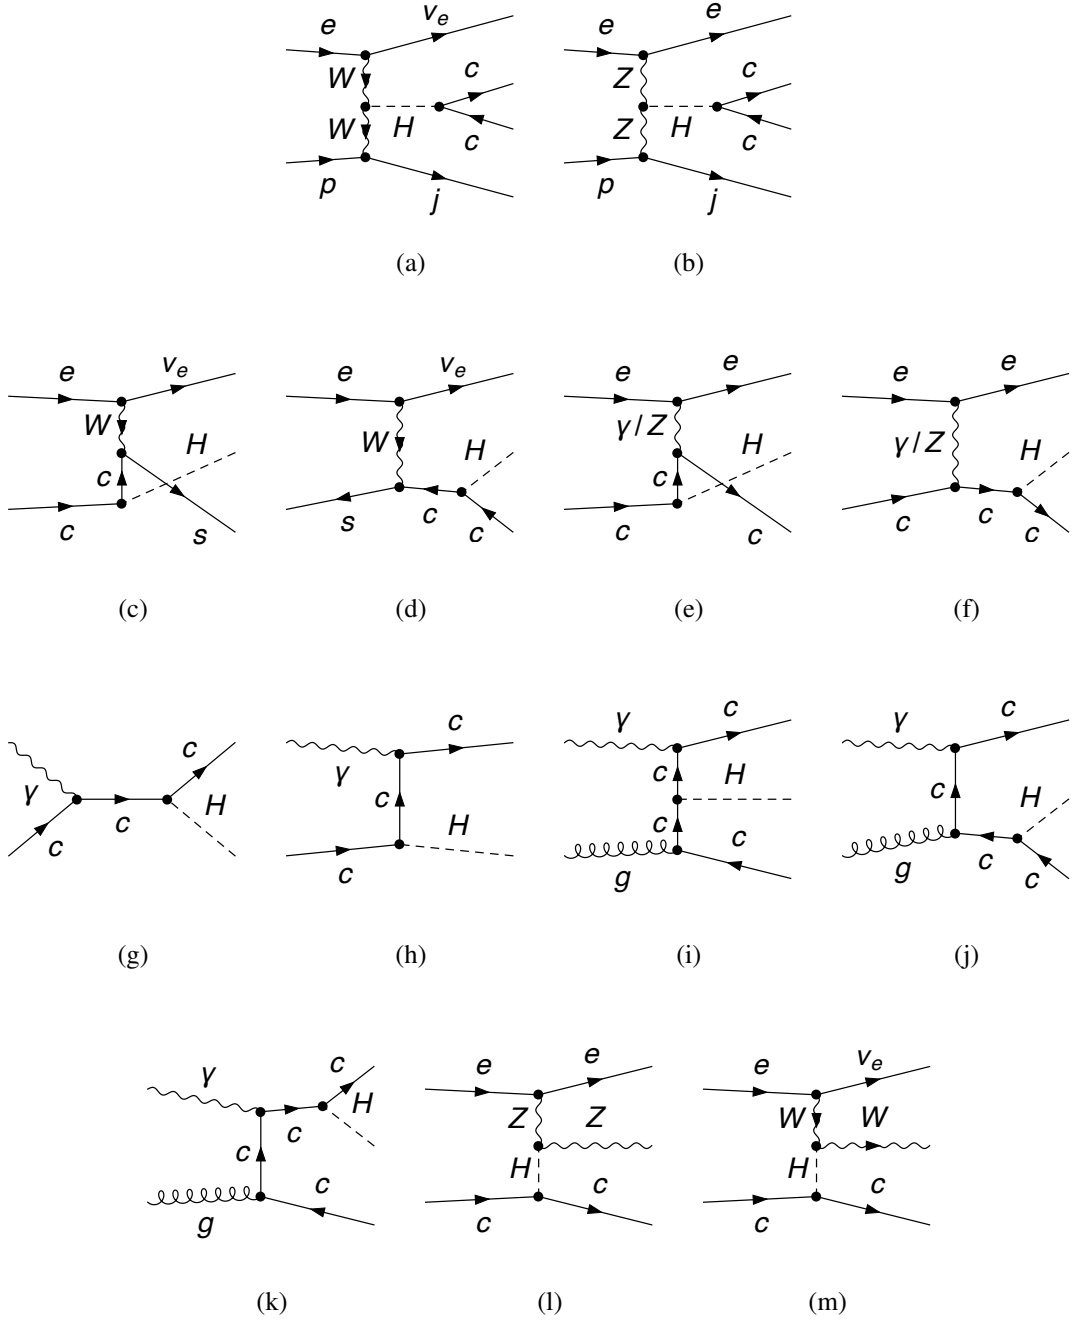 e ν_e e e
W c Z c
W H c Z H c
p j p j
(a) (b)
e ν_e e ν_e e e e e
W H W H γ/Z H γ/Z H
c c c c
c s s c c c c c
(c) (d) (e) (f)
γ c γ c γ c γ c
c H c H c H c H
c c c c g c g c c
(g) (h) (i) (j)
γ c H e e e ν_e
c c Z Z W W
g c H c c H c c
(k) (l) (m)